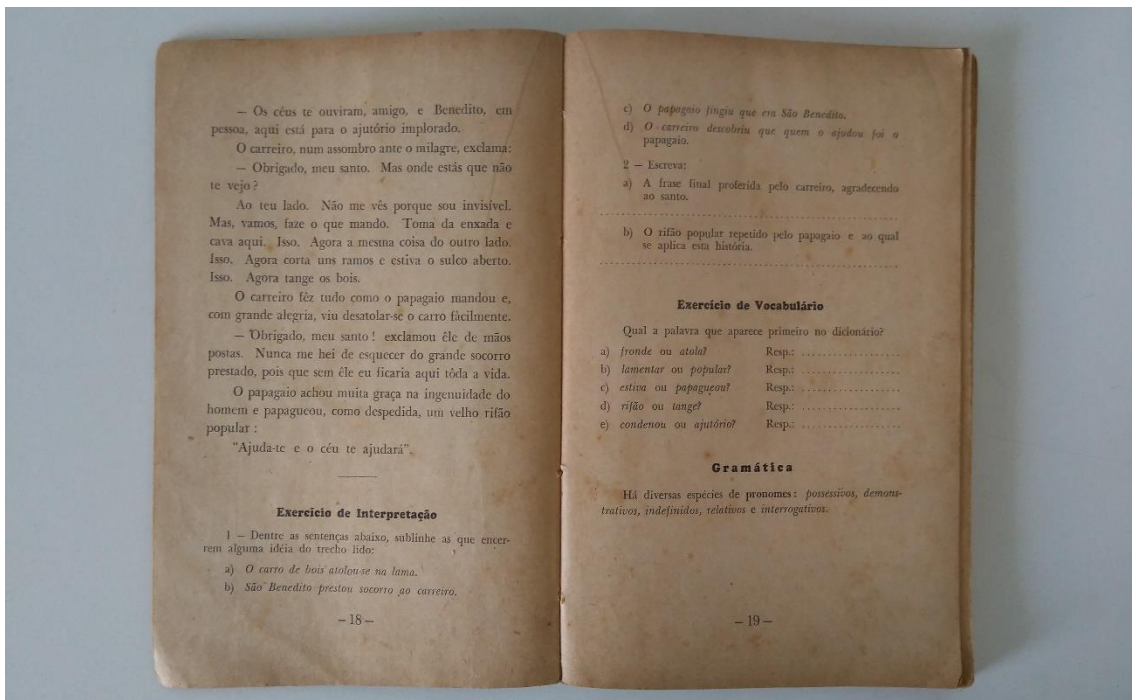 — Os céus te ouviram, amigo, e Benedito, em
pessoa, aqui está para o ajutório implorado.
O carreiro, num assombro ante o milagre, exclama:
— Obrigado, meu santo. Mas onde estás que não
te vejo?
Ao teu lado. Não me vês porque sou invisível.
Mas, vamos, faze o que mando. Toma da enxada e
cava aqui. Isso. Agora a mesma coisa do outro lado.
Isso. Agora corta uns ramos e estiva o sulco aberto.
Isso. Agora tange os bois.
O carreiro fêz tudo como o papagaio mandou e,
com grande alegria, viu desatolar-se o carro fàcilmente.
— Obrigado, meu santo! exclamou êle de mãos
postas. Nunca me hei de esquecer do grande socorro
prestado, pois que sem êle eu ficaria aqui tôda a vida.
O papagaio achou muita graça na ingenuidade do
homem e papagueou, como despedida, um velho rifão
popular :
"Ajuda-te e o céu te ajudará".
Exercício de Interpretação
1 — Dentre as sentenças abaixo, sublinhe as que encer-
rem alguma idéia do trecho lido:
a) O carro de bois atolou-se na lama.
b) São Benedito prestou socorro ao carreiro.
— 18 —
c) O papagaio fingiu que era São Benedito.
d) O carreiro descobriu que quem o ajudou foi o
papagaio.
2 — Escreva:
a) A frase final proferida pelo carreiro, agradecendo
ao santo.
b) O rifão popular repetido pelo papagaio e ao qual
se aplica esta história.
Exercício de Vocabulário
Qual a palavra que aparece primeiro no dicionário?
a) fronde ou atola? Resp.: ...................
b) lamentar ou popular? Resp.: ...................
c) estiva ou papagueou? Resp.: ...................
d) rifão ou tange? Resp.: ...................
e) condenou ou ajutório? Resp.: ...................
Gramática
Há diversas espécies de pronomes: possessivos, demons-
trativos, indefinidos, relativos e interrogativos.
— 19 —